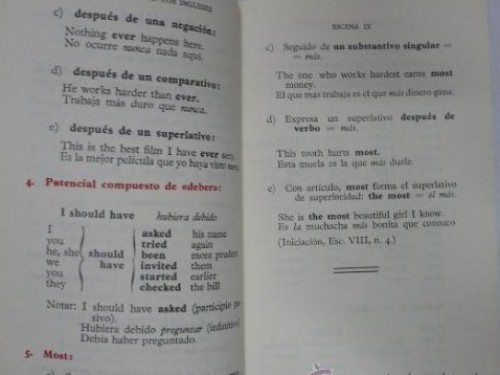 CON INGLESES
c) después de una negación:
Nothing ever happens here.
No ocurre nunca nada aquí.
d) después de un comparativo:
He works harder than ever.
Trabaja más duro que nunca.
e) después de un superlativo:
This is the best film I have ever seen.
Es la mejor película que yo haya visto
4- Potencial compuesto de «deber»:
I should have hubiera debido
I
you
he, she
we
you
they
should
have
asked his name
tried again
been more prudent
invited them
started earlier
checked the bill
Notar: I should have asked (participio pa
sivo).
Hubiera debido preguntar (infinitivo)
Debía haber preguntado.
5- Most:
ESCENA IX
c) Seguido de un substantivo singular =
= más.
The one who works hardest earns most
money.
El que más trabaja es el que más dinero gana.
d) Expresa un superlativo después de
verbo = más.
This tooth hurts most.
Esta muela es la que más duele.
e) Con artículo, most forma el superlativo
de superioridad: the most = el más.
She is the most beautiful girl I know.
Es la muchacha más bonita que conozco
(Iniciación, Esc. VIII, n. 4.)